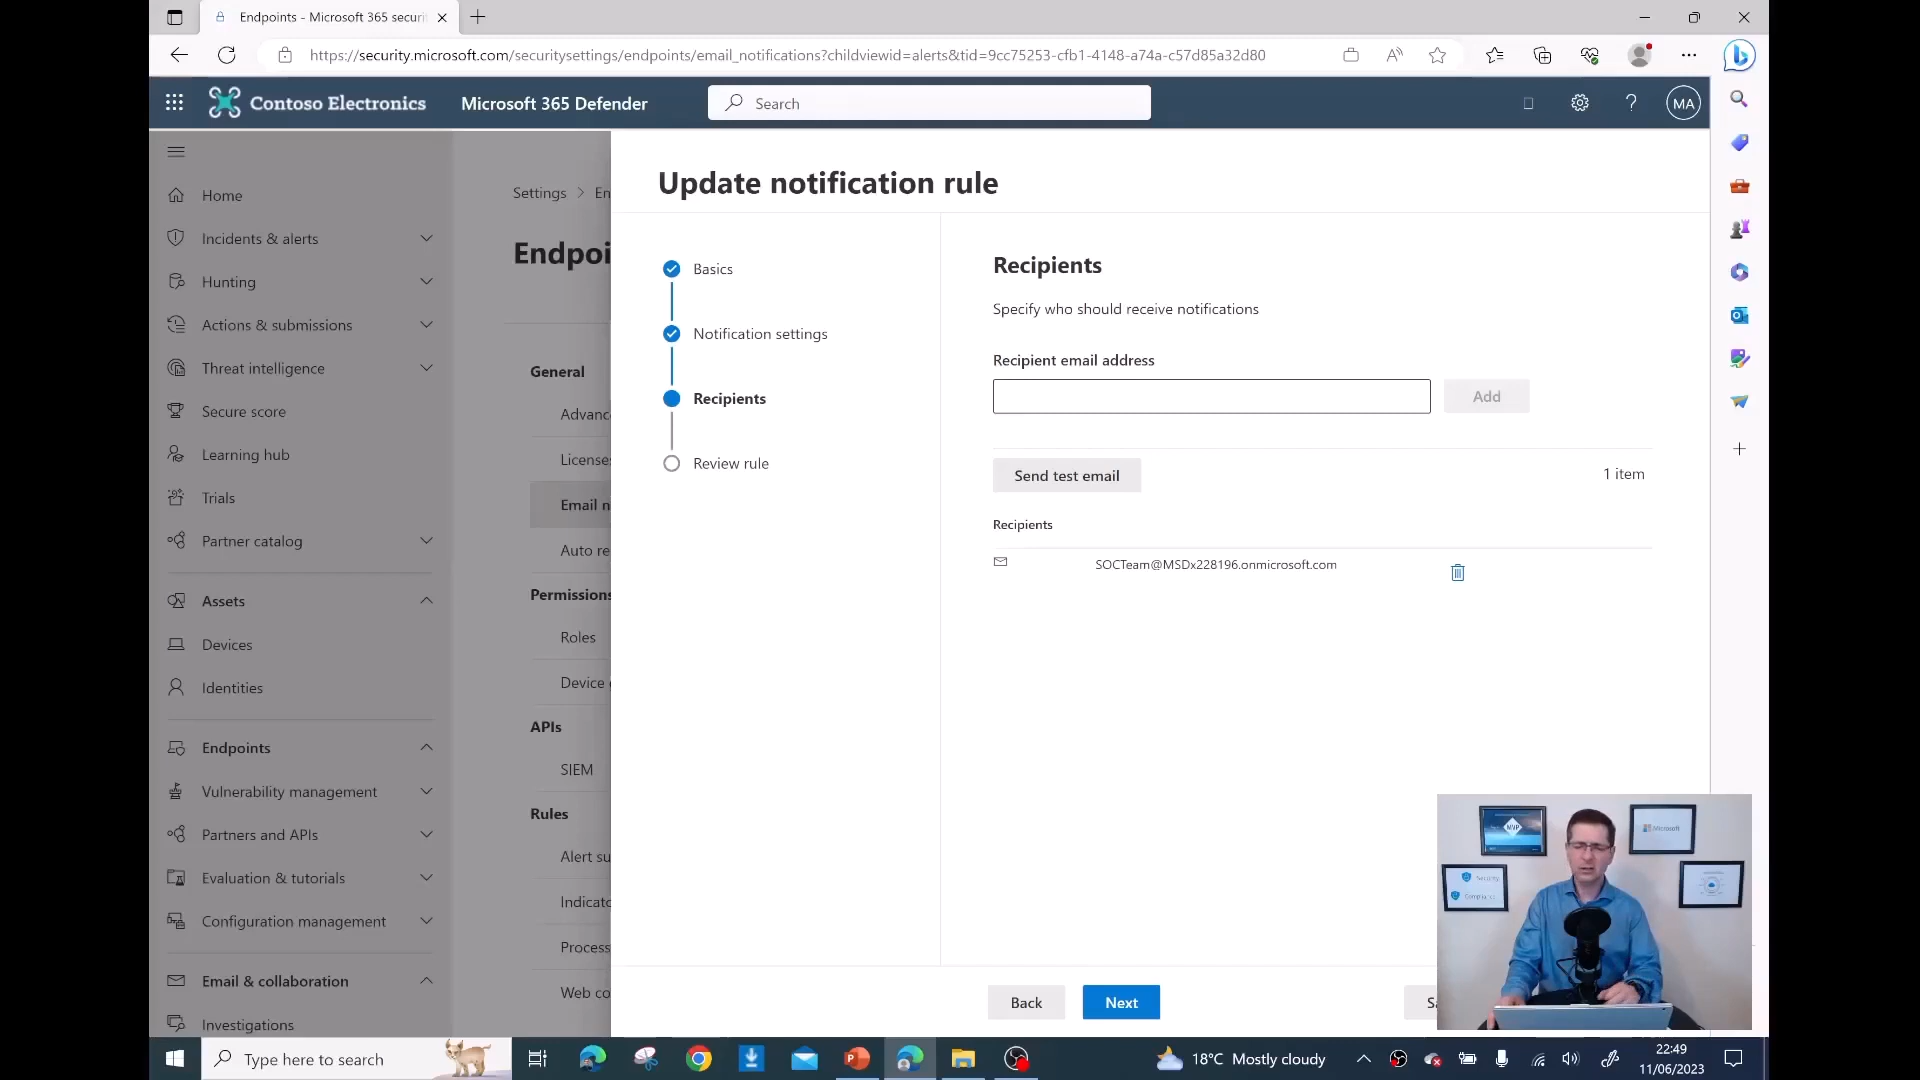 Endpoints - Microsoft 365 securi
https://security.microsoft.com/securitysettings/endpoints/email_notifications?childviewid=alerts&tid=9cc75253-cfb1-4148-a74a-c57d85a32d80
Contoso Electronics
Microsoft 365 Defender
Search
MA
Home
Incidents & alerts
Hunting
Actions & submissions
Threat intelligence
Secure score
Learning hub
Trials
Partner catalog
Assets
Devices
Identities
Endpoints
Vulnerability management
Partners and APIs
Evaluation & tutorials
Configuration management
Email & collaboration
Investigations
Settings > En
Endpoi
General
Advanc
License
Email n
Auto re
Permissions
Roles
Device
APIs
SIEM
Rules
Alert su
Indicato
Process
Web co
Update notification rule
Basics
Notification settings
Recipients
Review rule
Recipients
Specify who should receive notifications
Recipient email address
Add
Send test email
1 item
Recipients
SOCTeam@MSDx228196.onmicrosoft.com
Back
Next
Sa
MVP
Microsoft
Security
Compliance
Type here to search
18°C Mostly cloudy
22:49
11/06/2023